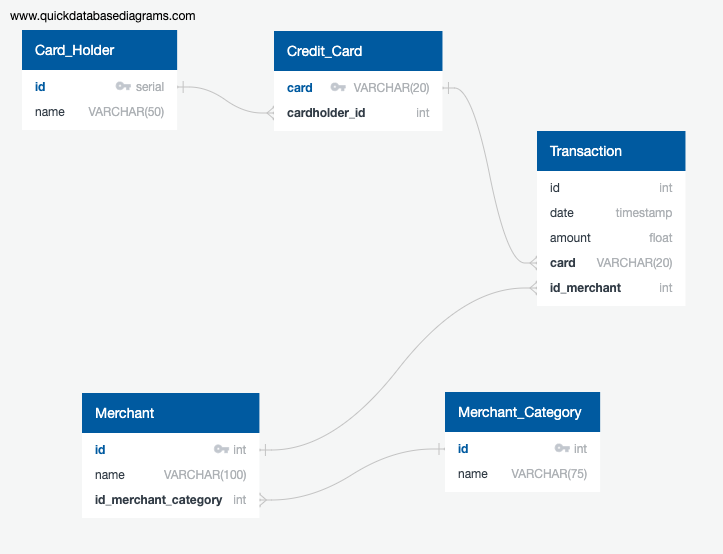 www.quickdatabasediagrams.com
Card_Holder
id serial
name VARCHAR(50)
Credit_Card
card VARCHAR(20)
cardholder_id int
Transaction
id int
date timestamp
amount float
card VARCHAR(20)
id_merchant int
Merchant
id int
name VARCHAR(100)
id_merchant_category int
Merchant_Category
id int
name VARCHAR(75)